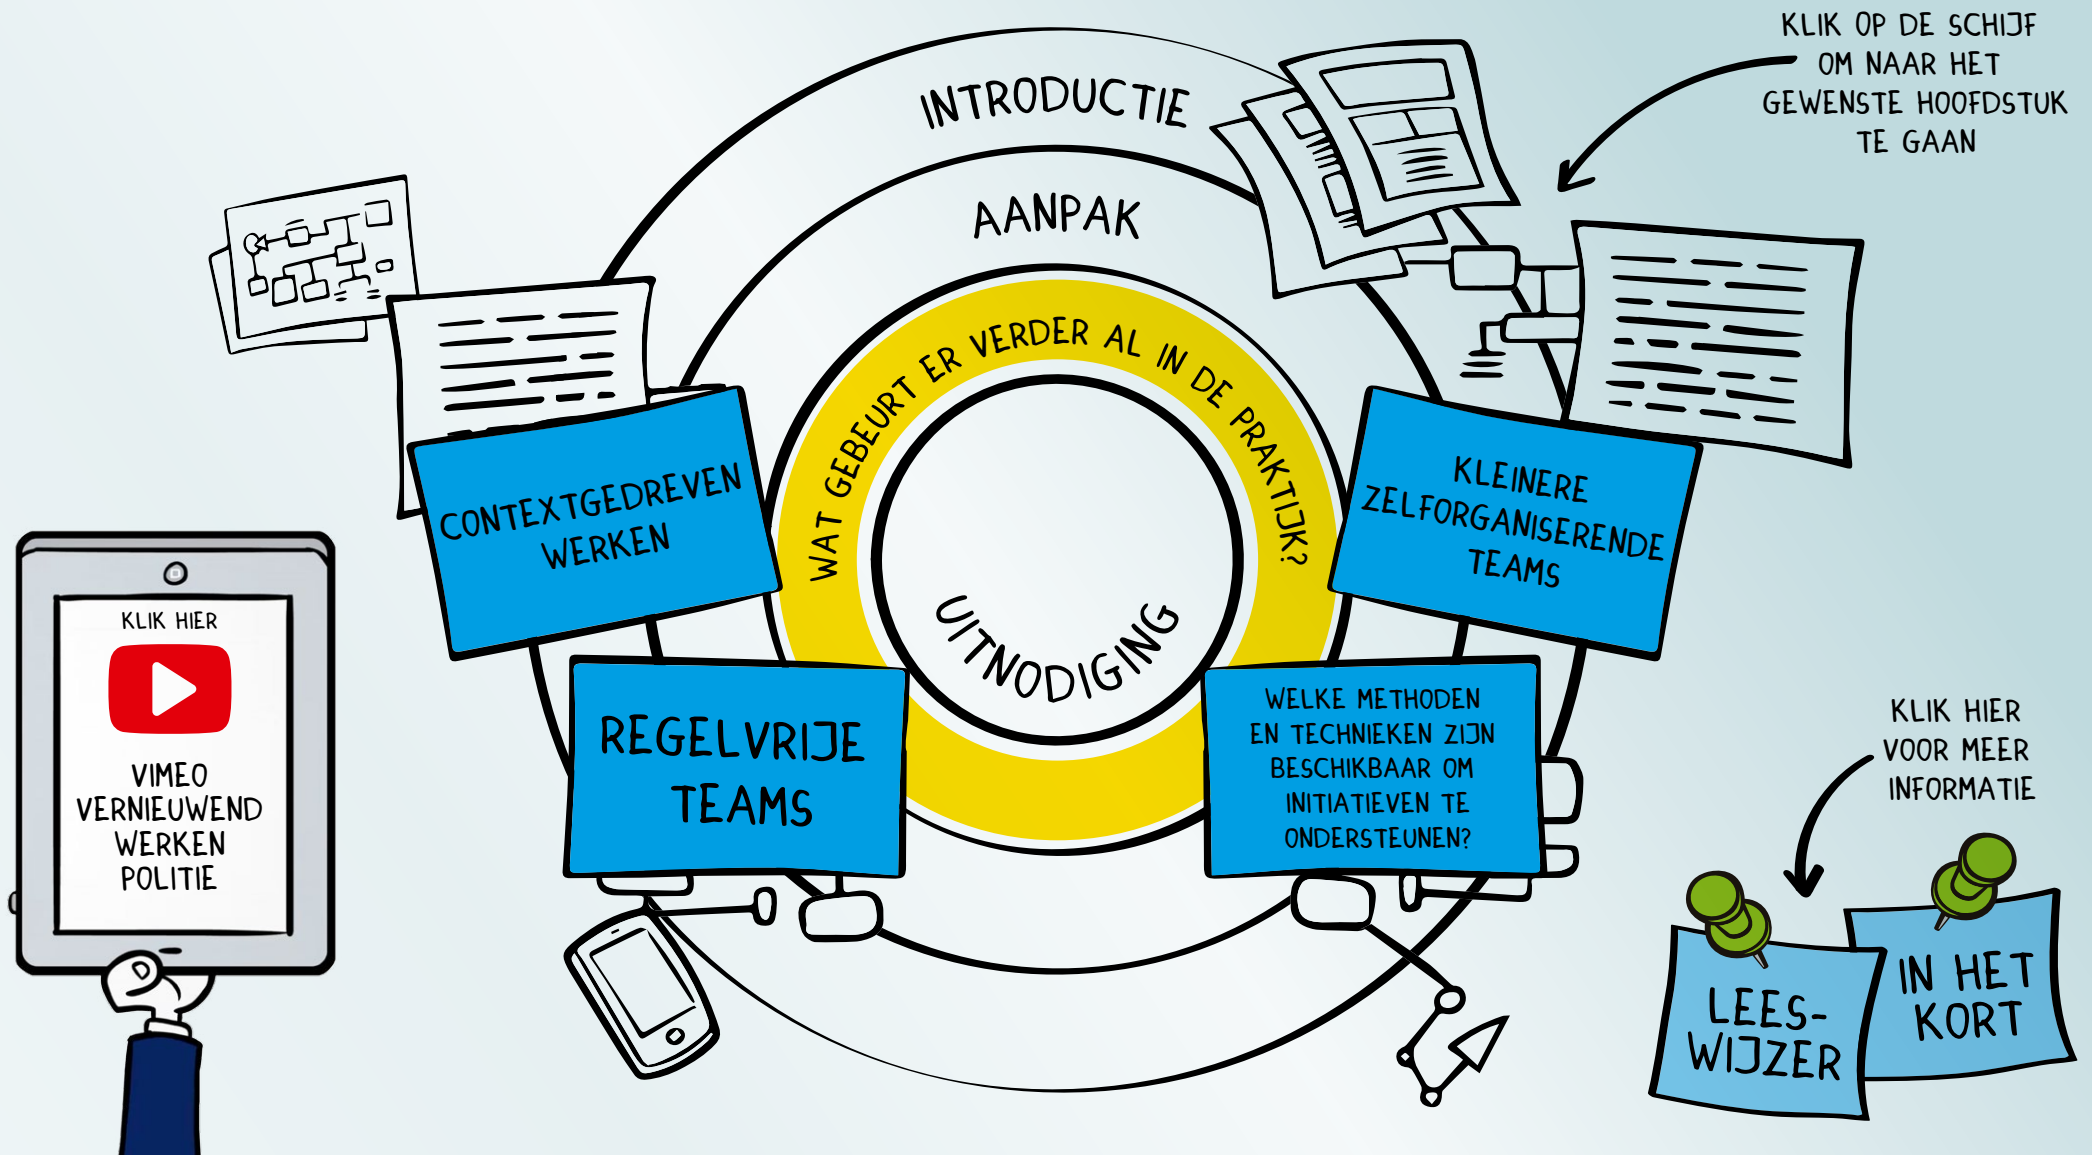 KLIK OP DE SCHIJF
OM NAAR HET
GEWENSTE HOOFDSTUK
TE GAAN
INTRODUCTIE
AANPAK
WAT GEBEURT ER VERDER AL IN DE PRAKTIJK?
UITNODIGING
CONTEXTGEDREVEN
WERKEN
KLEINERE
ZELFORGANISERENDE
TEAMS
REGELVRIJE
TEAMS
WELKE METHODEN
EN TECHNIEKEN ZIJN
BESCHIKBAAR OM
INITIATIEVEN TE
ONDERSTEUNEN?
KLIK HIER
VIMEO
VERNIEUWEND
WERKEN
POLITIE
KLIK HIER
VOOR MEER
INFORMATIE
LEES-
WIJZER
IN HET
KORT